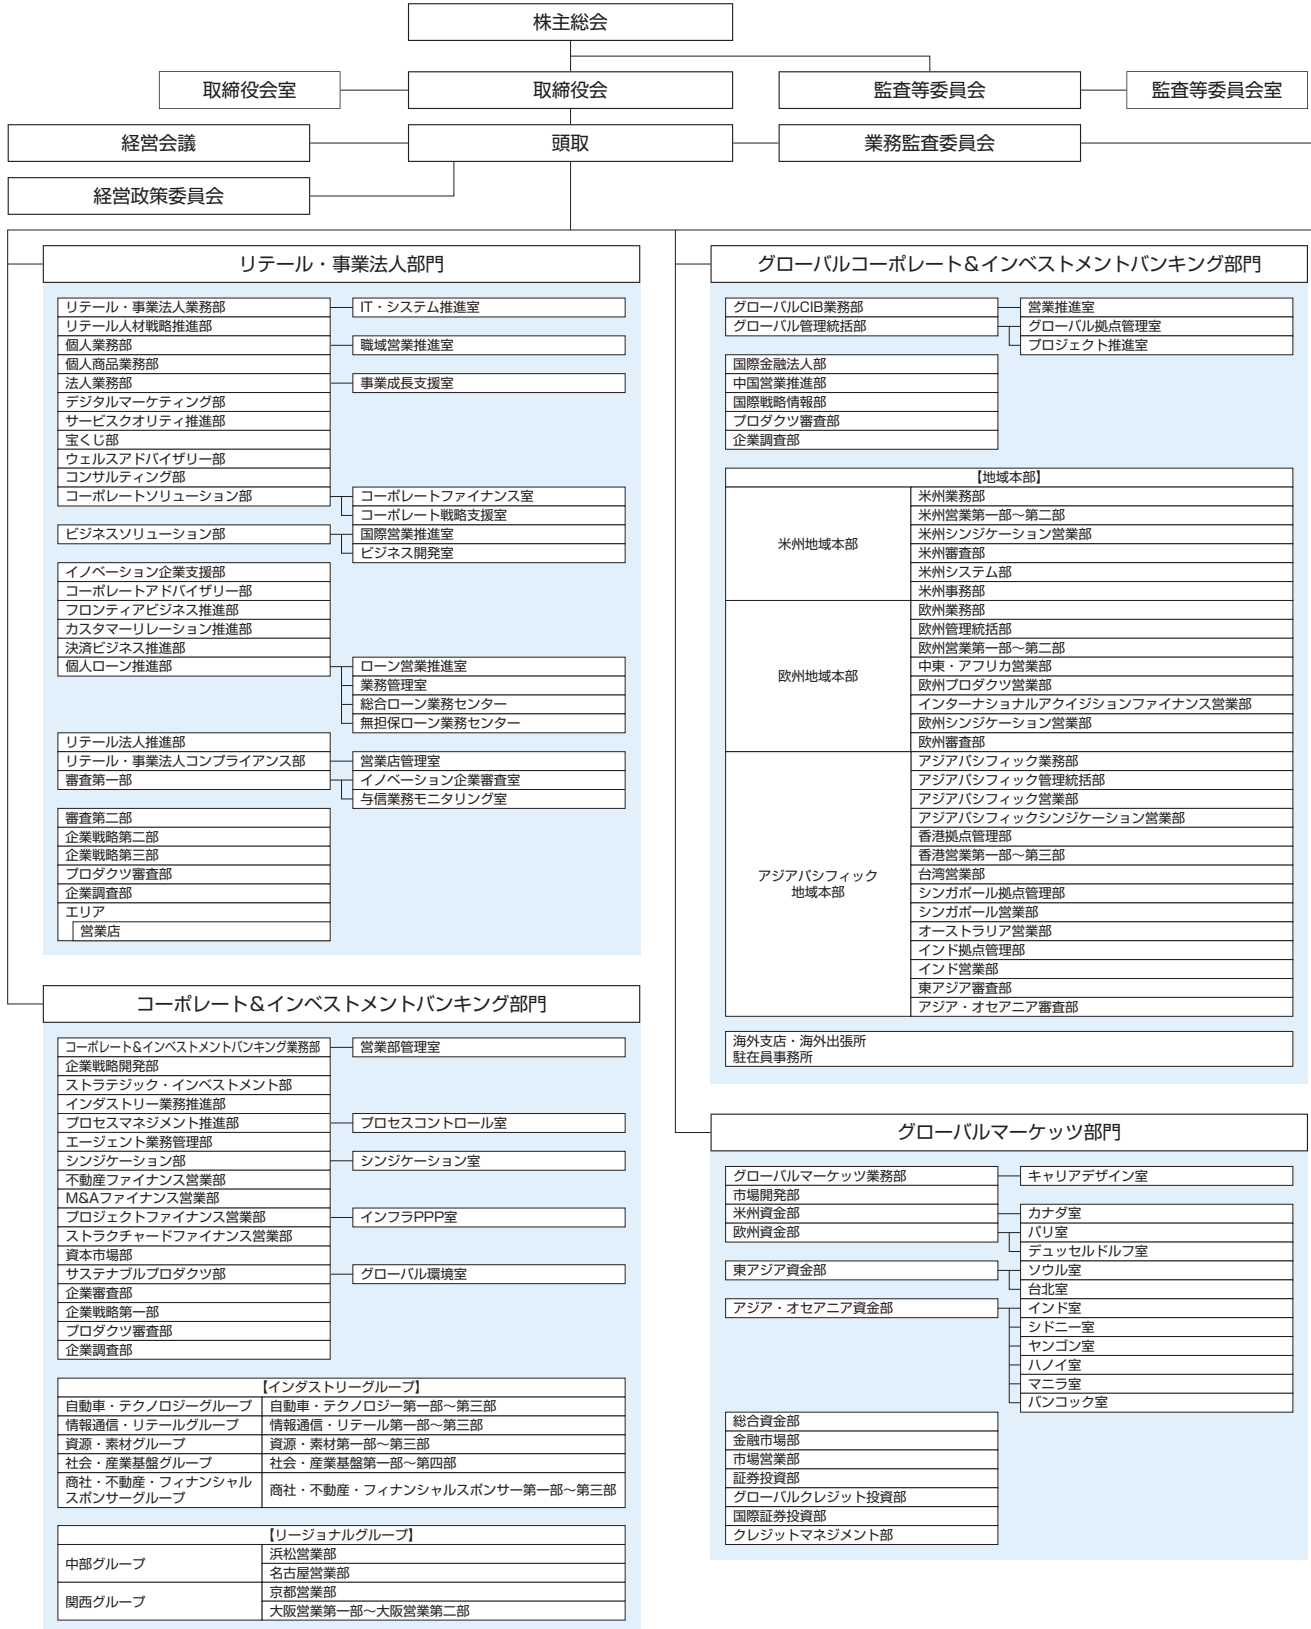 株主総会
取締役会室
取締役会
監査等委員会
監査等委員会室
経営会議
頭取
業務監査委員会
経営政策委員会
リテール・事業法人部門
リテール・事業法人業務部
IT・システム推進室
リテール人材戦略推進部
個人業務部
職域営業推進室
個人商品業務部
法人業務部
事業成長支援室
デジタルマーケティング部
サービスクオリティ推進部
宝くじ部
ウェルスアドバイザリー部
コンサルティング部
コーポレートソリューション部
コーポレートファイナンス室
コーポレート戦略支援室
ビジネスソリューション部
国際営業推進室
ビジネス開発室
イノベーション企業支援部
コーポレートアドバイザリー部
フロンティアビジネス推進部
カスタマーリレーション推進部
決済ビジネス推進部
個人ローン推進部
ローン営業推進室
業務管理室
総合ローン業務センター
無担保ローン業務センター
リテール法人推進部
リテール・事業法人コンプライアンス部
営業店管理室
審査第一部
イノベーション企業審査室
与信業務モニタリング室
審査第二部
企業戦略第二部
企業戦略第三部
プロダクツ審査部
企業調査部
エリア
営業店
コーポレート&インベストメントバンキング部門
コーポレート&インベストメントバンキング業務部
営業部管理室
企業戦略開発部
ストラテジック・インベストメント部
インダストリー業務推進部
プロセスマネジメント推進部
プロセスコントロール室
エージェント業務管理部
シンジケーション部
シンジケーション室
不動産ファイナンス営業部
M&Aファイナンス営業部
プロジェクトファイナンス営業部
インフラPPP室
ストラクチャードファイナンス営業部
資本市場部
サステナブルプロダクツ部
グローバル環境室
企業審査部
企業戦略第一部
プロダクツ審査部
企業調査部
【インダストリーグループ】
自動車・テクノロジーグループ
自動車・テクノロジー第一部～第三部
情報通信・リテールグループ
情報通信・リテール第一部～第三部
資源・素材グループ
資源・素材第一部～第三部
社会・産業基盤グループ
社会・産業基盤第一部～第四部
商社・不動産・フィナンシャル
スポンサーグループ
商社・不動産・フィナンシャルスポンサー第一部～第三部
【リージョナルグループ】
中部グループ
浜松営業部
名古屋営業部
関西グループ
京都営業部
大阪営業第一部～大阪営業第二部
グローバルコーポレート&インベストメントバンキング部門
グローバルCIB業務部
営業推進室
グローバル管理統括部
グローバル拠点管理室
プロジェクト推進室
国際金融法人部
中国営業推進部
国際戦略情報部
プロダクツ審査部
企業調査部
【地域本部】
米州地域本部
米州業務部
米州営業第一部～第二部
米州シンジケーション営業部
米州審査部
米州システム部
米州事務部
欧州地域本部
欧州業務部
欧州管理統括部
欧州営業第一部～第二部
中東・アフリカ営業部
欧州プロダクツ営業部
インターナショナルアクイジションファイナンス営業部
欧州シンジケーション営業部
欧州審査部
アジアパシフィック
地域本部
アジアパシフィック業務部
アジアパシフィック管理統括部
アジアパシフィック営業部
アジアパシフィックシンジケーション営業部
香港拠点管理部
香港営業第一部～第三部
台湾営業部
シンガポール拠点管理部
シンガポール営業部
オーストラリア営業部
インド拠点管理部
インド営業部
東アジア審査部
アジア・オセアニア審査部
海外支店・海外出張所
駐在員事務所
グローバルマーケッツ部門
グローバルマーケッツ業務部
キャリアデザイン室
市場開発部
米州資金部
カナダ室
欧州資金部
パリ室
デュッセルドルフ室
東アジア資金部
ソウル室
台北室
アジア・オセアニア資金部
インド室
シドニー室
ヤンゴン室
ハノイ室
マニラ室
バンコック室
総合資金部
金融市場部
市場営業部
証券投資部
グローバルクレジット投資部
国際証券投資部
クレジットマネジメント部